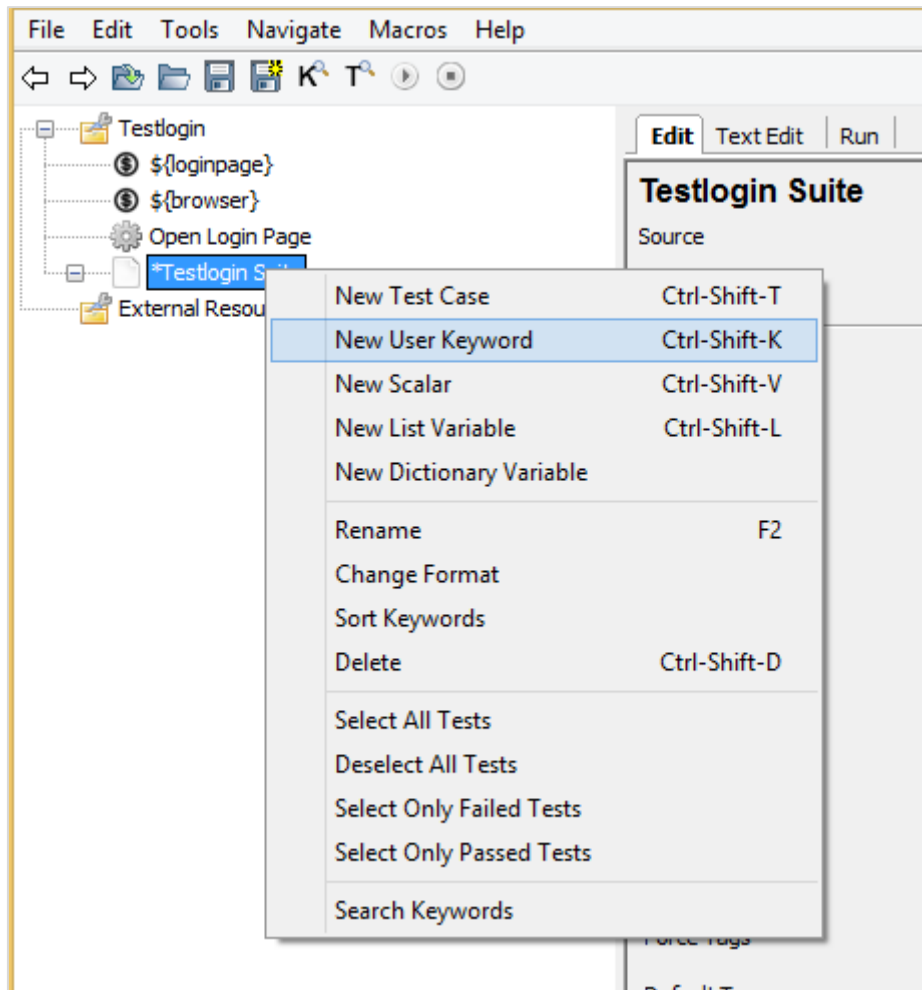 File Edit Tools Navigate Macros Help
K T
Testlogin
${loginpage}
${browser}
Open Login Page
*Testlogin
External
Edit Text Edit Run
Testlogin Suite
Source
New Test Case Ctrl-Shift-T
New User Keyword Ctrl-Shift-K
New Scalar Ctrl-Shift-V
New List Variable Ctrl-Shift-L
New Dictionary Variable
Rename F2
Change Format
Sort Keywords
Delete Ctrl-Shift-D
Select All Tests
Deselect All Tests
Select Only Failed Tests
Select Only Passed Tests
Search Keywords